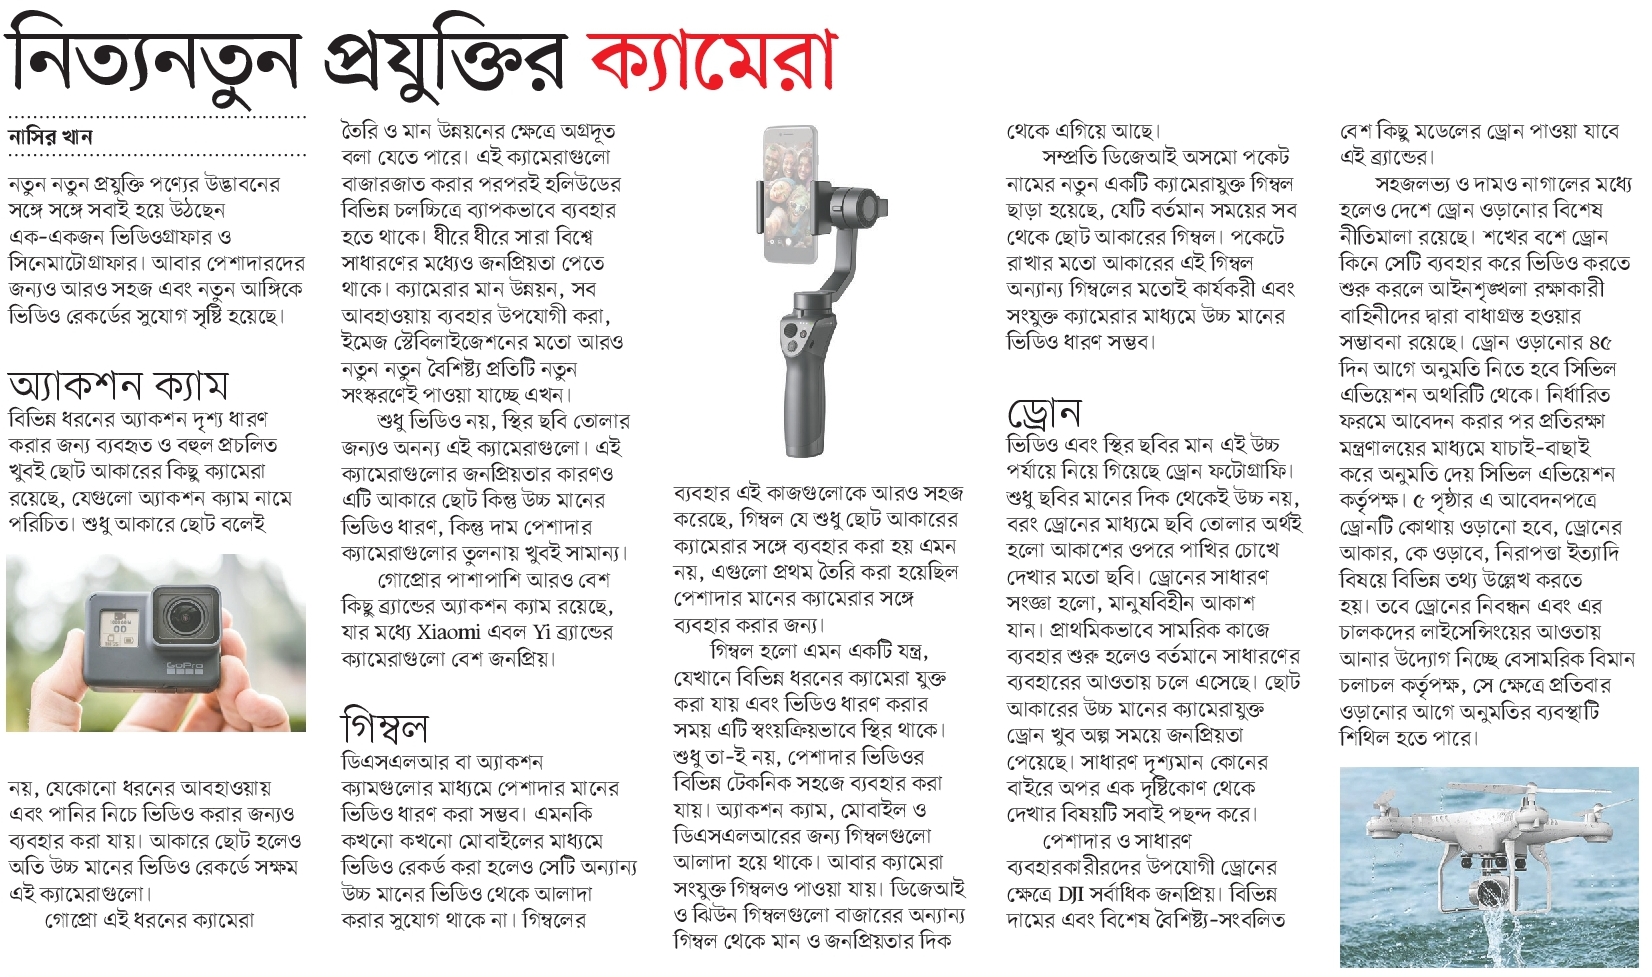 নিত্যনতুন প্রযুক্তির ক্যামেরা
নাসির খান
নতুন নতুন প্রযুক্তি পণ্যের উদ্ভাবনের
সঙ্গে সঙ্গে সবাই হয়ে উঠছেন
এক-একজন ভিডিওগ্রাফার ও
সিনেমাটোগ্রাফার। আবার পেশাদারদের
জন্যও আরও সহজ এবং নতুন আঙ্গিকে
ভিডিও রেকর্ডের সুযোগ সৃষ্টি হয়েছে।
অ্যাকশন ক্যাম
বিভিন্ন ধরনের অ্যাকশন দৃশ্য ধারণ
করার জন্য ব্যবহৃত ও বহুল প্রচলিত
খুবই ছোট আকারের কিছু ক্যামেরা
রয়েছে, যেগুলো অ্যাকশন ক্যাম নামে
পরিচিত। শুধু আকারে ছোট বলেই
GoPro
নয়, যেকোনো ধরনের আবহাওয়ায়
এবং পানির নিচে ভিডিও করার জন্যও
ব্যবহার করা যায়। আকারে ছোট হলেও
অতি উচ্চ মানের ভিডিও রেকর্ডে সক্ষম
এই ক্যামেরাগুলো।
গোপ্রো এই ধরনের ক্যামেরা
তৈরি ও মান উন্নয়নের ক্ষেত্রে অগ্রদূত
বলা যেতে পারে। এই ক্যামেরাগুলো
বাজারজাত করার পরপরই হলিউডের
বিভিন্ন চলচ্চিত্রে ব্যাপকভাবে ব্যবহার
হতে থাকে। ধীরে ধীরে সারা বিশ্বে
সাধারণের মধ্যেও জনপ্রিয়তা পেতে
থাকে। ক্যামেরার মান উন্নয়ন, সব
আবহাওয়ায় ব্যবহার উপযোগী করা,
ইমেজ স্টেবিলাইজেশনের মতো আরও
নতুন নতুন বৈশিষ্ট্য প্রতিটি নতুন
সংস্করণেই পাওয়া যাচ্ছে এখন।
শুধু ভিডিও নয়, স্থির ছবি তোলার
জন্যও অনন্য এই ক্যামেরাগুলো। এই
ক্যামেরাগুলোর জনপ্রিয়তার কারণও
এটি আকারে ছোট কিন্তু উচ্চ মানের
ভিডিও ধারণ, কিন্তু দাম পেশাদার
ক্যামেরাগুলোর তুলনায় খুবই সামান্য।
গোপ্রোর পাশাপাশি আরও বেশ
কিছু ব্র্যান্ডের অ্যাকশন ক্যাম রয়েছে,
যার মধ্যে Xiaomi এবল Yi ব্র্যান্ডের
ক্যামেরাগুলো বেশ জনপ্রিয়।
গিম্বল
ডিএসএলআর বা অ্যাকশন
ক্যামগুলোর মাধ্যমে পেশাদার মানের
ভিডিও ধারণ করা সম্ভব। এমনকি
কখনো কখনো মোবাইলের মাধ্যমে
ভিডিও রেকর্ড করা হলেও সেটি অন্যান্য
উচ্চ মানের ভিডিও থেকে আলাদা
করার সুযোগ থাকে না। গিম্বলের
ব্যবহার এই কাজগুলোকে আরও সহজ
করেছে, গিম্বল যে শুধু ছোট আকারের
ক্যামেরার সঙ্গে ব্যবহার করা হয় এমন
নয়, এগুলো প্রথম তৈরি করা হয়েছিল
পেশাদার মানের ক্যামেরার সঙ্গে
ব্যবহার করার জন্য।
গিম্বল হলো এমন একটি যন্ত্র,
যেখানে বিভিন্ন ধরনের ক্যামেরা যুক্ত
করা যায় এবং ভিডিও ধারণ করার
সময় এটি স্বংয়ক্রিয়ভাবে স্থির থাকে।
শুধু তা-ই নয়, পেশাদার ভিডিওর
বিভিন্ন টেকনিক সহজে ব্যবহার করা
যায়। অ্যাকশন ক্যাম, মোবাইল ও
ডিএসএলআরের জন্য গিম্বলগুলো
আলাদা হয়ে থাকে। আবার ক্যামেরা
সংযুক্ত গিম্বলও পাওয়া যায়। ডিজেআই
ও ঝিউন গিম্বলগুলো বাজারের অন্যান্য
গিম্বল থেকে মান ও জনপ্রিয়তার দিক
থেকে এগিয়ে আছে।
সম্প্রতি ডিজেআই অসমো পকেট
নামের নতুন একটি ক্যামেরাযুক্ত গিম্বল
ছাড়া হয়েছে, যেটি বর্তমান সময়ের সব
থেকে ছোট আকারের গিম্বল। পকেটে
রাখার মতো আকারের এই গিম্বল
অন্যান্য গিম্বলের মতোই কার্যকরী এবং
সংযুক্ত ক্যামেরার মাধ্যমে উচ্চ মানের
ভিডিও ধারণ সম্ভব।
ড্রোন
ভিডিও এবং স্থির ছবির মান এই উচ্চ
পর্যায়ে নিয়ে গিয়েছে ড্রোন ফটোগ্রাফি।
শুধু ছবির মানের দিক থেকেই উচ্চ নয়,
বরং ড্রোনের মাধ্যমে ছবি তোলার অর্থই
হলো আকাশের ওপরে পাখির চোখে
দেখার মতো ছবি। ড্রোনের সাধারণ
সংজ্ঞা হলো, মানুষবিহীন আকাশ
যান। প্রাথমিকভাবে সামরিক কাজে
ব্যবহার শুরু হলেও বর্তমানে সাধারণের
ব্যবহারের আওতায় চলে এসেছে। ছোট
আকারের উচ্চ মানের ক্যামেরাযুক্ত
ড্রোন খুব অল্প সময়ে জনপ্রিয়তা
পেয়েছে। সাধারণ দৃশ্যমান কোনের
বাইরে অপর এক দৃষ্টিকোণ থেকে
দেখার বিষয়টি সবাই পছন্দ করে।
পেশাদার ও সাধারণ
ব্যবহারকারীরদের উপযোগী ড্রোনের
ক্ষেত্রে DJI সর্বাধিক জনপ্রিয়। বিভিন্ন
দামের এবং বিশেষ বৈশিষ্ট্য-সংবলিত
বেশ কিছু মডেলের ড্রোন পাওয়া যাবে
এই ব্র্যান্ডের।
সহজলভ্য ও দামও নাগালের মধ্যে
হলেও দেশে ড্রোন ওড়ানোর বিশেষ
নীতিমালা রয়েছে। শখের বশে ড্রোন
কিনে সেটি ব্যবহার করে ভিডিও করতে
শুরু করলে আইনশৃঙ্খলা রক্ষাকারী
বাহিনীদের দ্বারা বাধাগ্রস্ত হওয়ার
সম্ভাবনা রয়েছে। ড্রোন ওড়ানোর ৪৫
দিন আগে অনুমতি নিতে হবে সিভিল
এভিয়েশন অথরিটি থেকে। নির্ধারিত
ফরমে আবেদন করার পর প্রতিরক্ষা
মন্ত্রণালয়ের মাধ্যমে যাচাই-বাছাই
করে অনুমতি দেয় সিভিল এভিয়েশন
কর্তৃপক্ষ। ৫ পৃষ্ঠার এ আবেদনপত্রে
ড্রোনটি কোথায় ওড়ানো হবে, ড্রোনের
আকার, কে ওড়াবে, নিরাপত্তা ইত্যাদি
বিষয়ে বিভিন্ন তথ্য উল্লেখ করতে
হয়। তবে ড্রোনের নিবন্ধন এবং এর
চালকদের লাইসেন্সিংয়ের আওতায়
আনার উদ্যোগ নিচ্ছে বেসামরিক বিমান
চলাচল কর্তৃপক্ষ, সে ক্ষেত্রে প্রতিবার
ওড়ানোর আগে অনুমতির ব্যবস্থাটি
শিথিল হতে পারে।